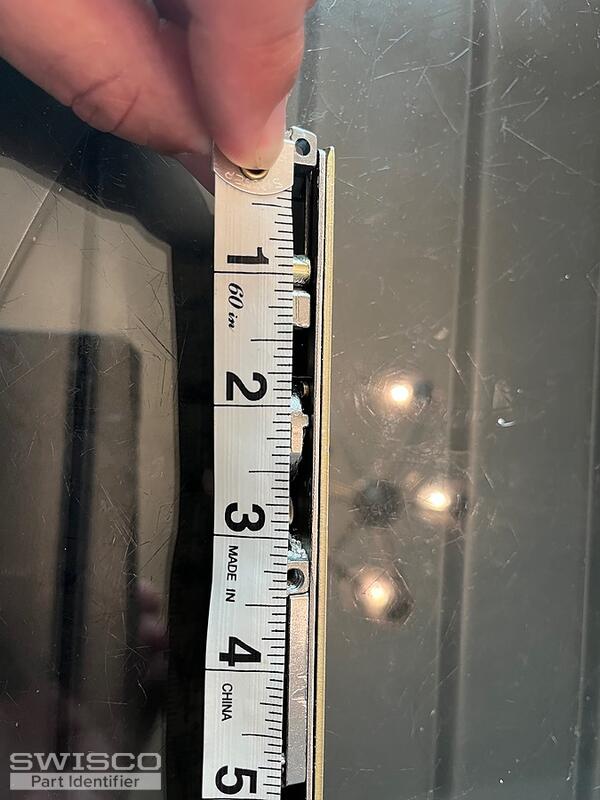 1
60 in
2
3
MADE IN
4
CHINA
5
SWISCO
Part Identifier